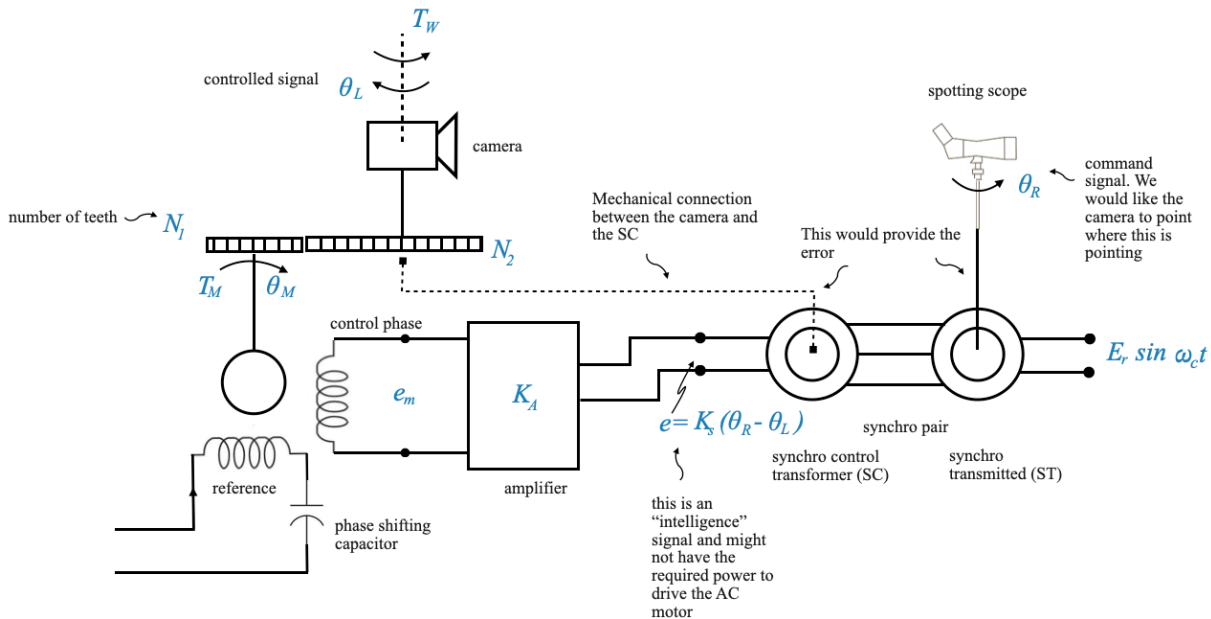 T_W
controlled signal
θ_L
camera
spotting scope
θ_R
command
signal. We
would like the
camera to point
where this is
pointing
number of teeth
N_1
N_2
Mechanical connection
between the camera and
the SC
This would provide the
error
T_M
θ_M
control phase
e_m
K_A
amplifier
reference
phase shifting
capacitor
e = K_s (θ_R - θ_L)
this is an
“intelligence”
signal and might
not have the
required power to
drive the AC
motor
synchro pair
synchro control
transformer (SC)
synchro
transmitted (ST)
E_r sin ω_c t